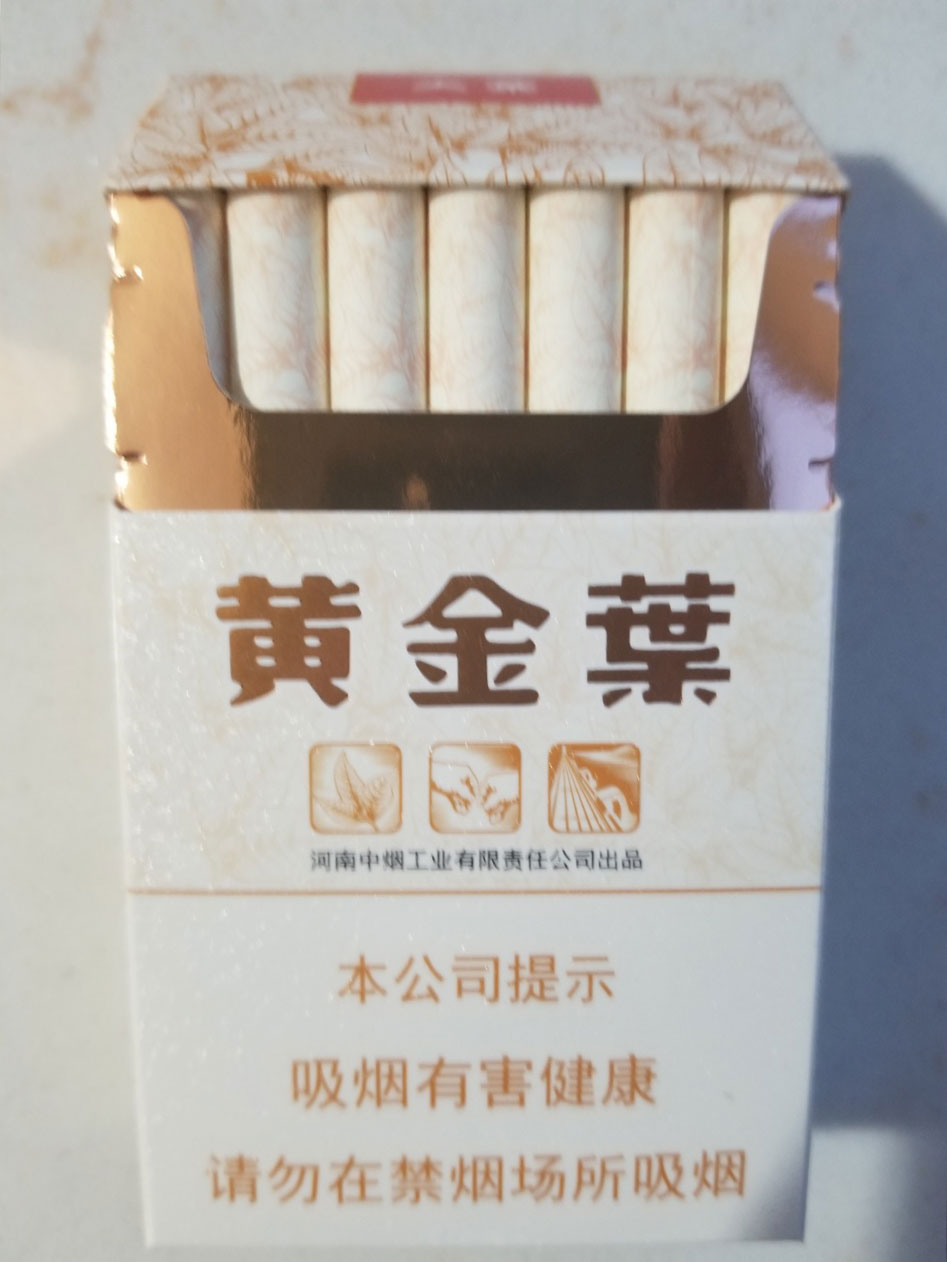 黄金葉
河南中烟工业有限责任公司出品
本公司提示
吸烟有害健康
请勿在禁烟场所吸烟